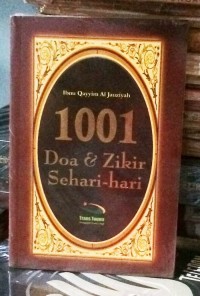 Ibnu Qayyim Al Jauziyah
1001
Doa & Zikir
Sehari-hari